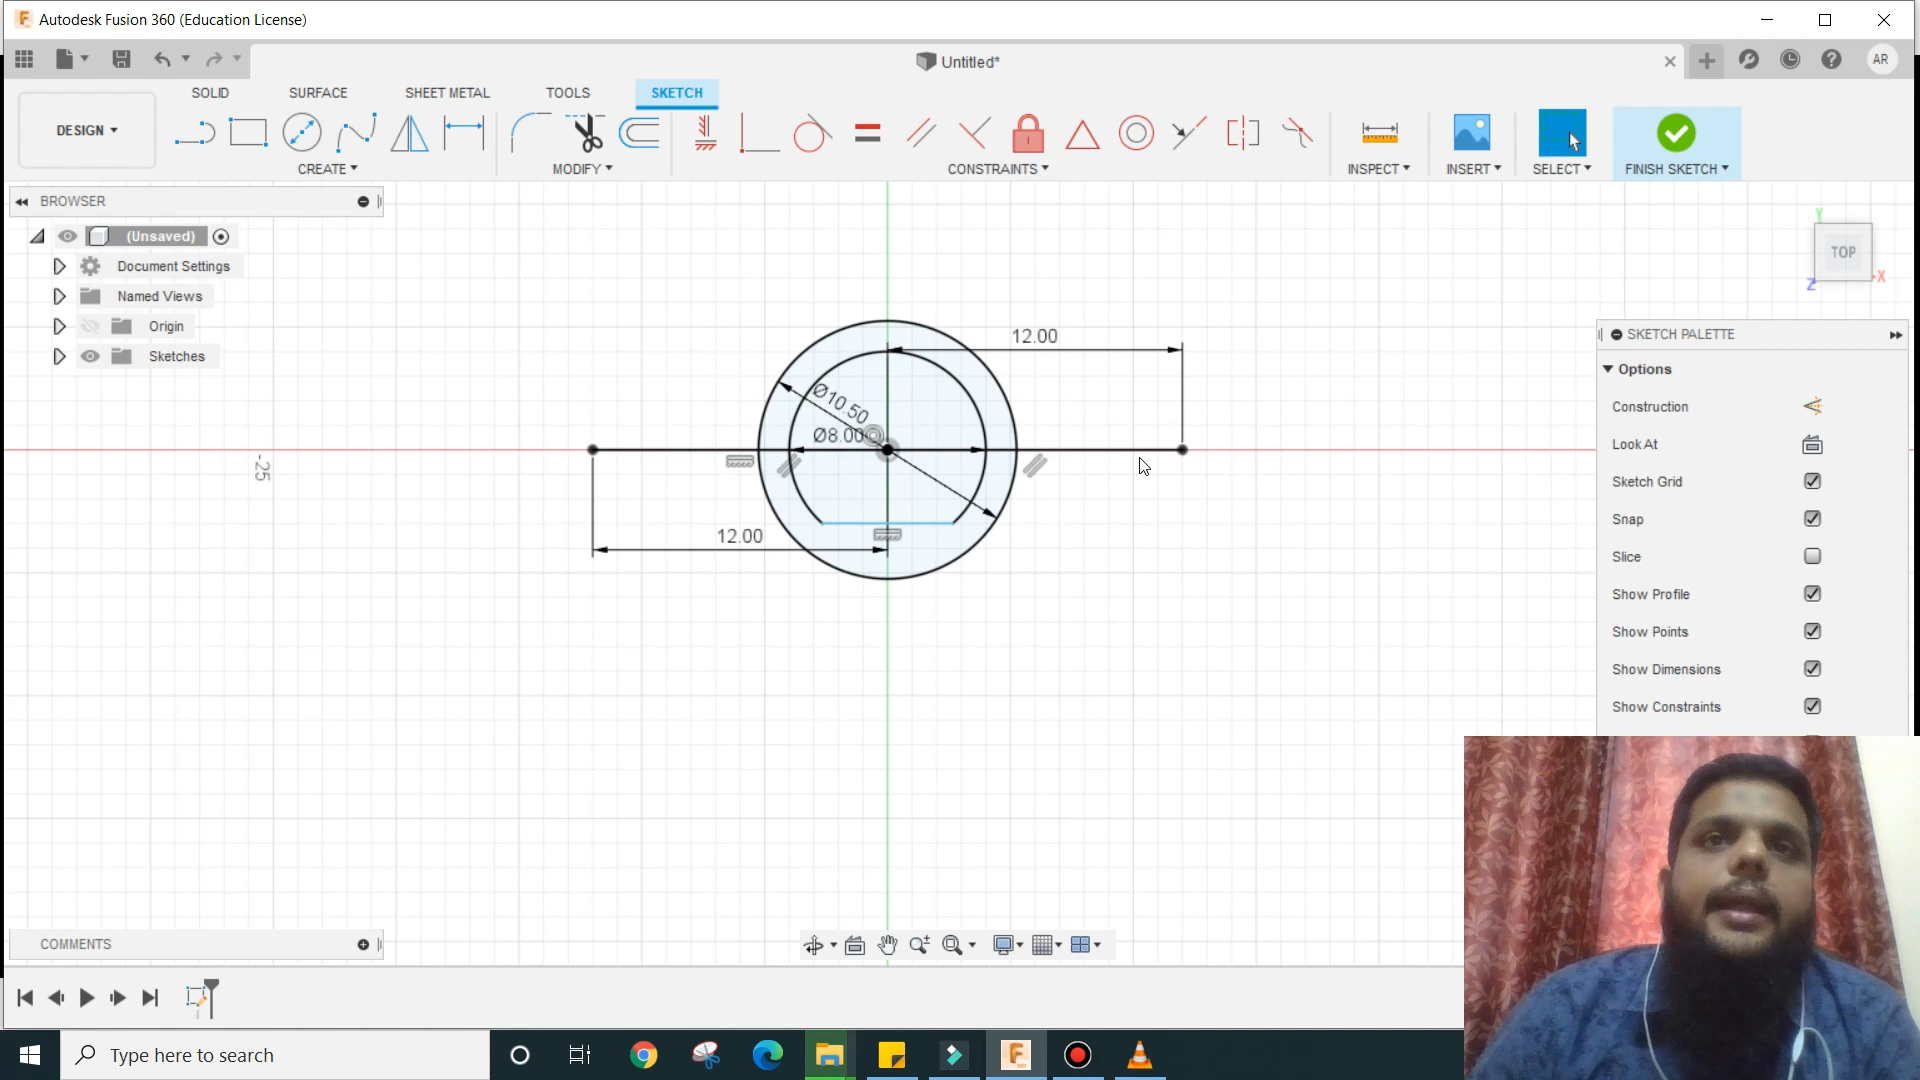 Autodesk Fusion 360 (Education License)
Untitled*
AR
SOLID SURFACE SHEET METAL TOOLS SKETCH
DESIGN
CREATE MODIFY CONSTRAINTS INSPECT INSERT SELECT FINISH SKETCH
BROWSER
(Unsaved)
Document Settings
Named Views
Origin
Sketches
Y
TOP
X
Z
SKETCH PALETTE
Options
Construction
Look At
Sketch Grid
Snap
Slice
Show Profile
Show Points
Show Dimensions
Show Constraints
12.00
Ø10.50
Ø8.00
12.00
-25
COMMENTS
Type here to search